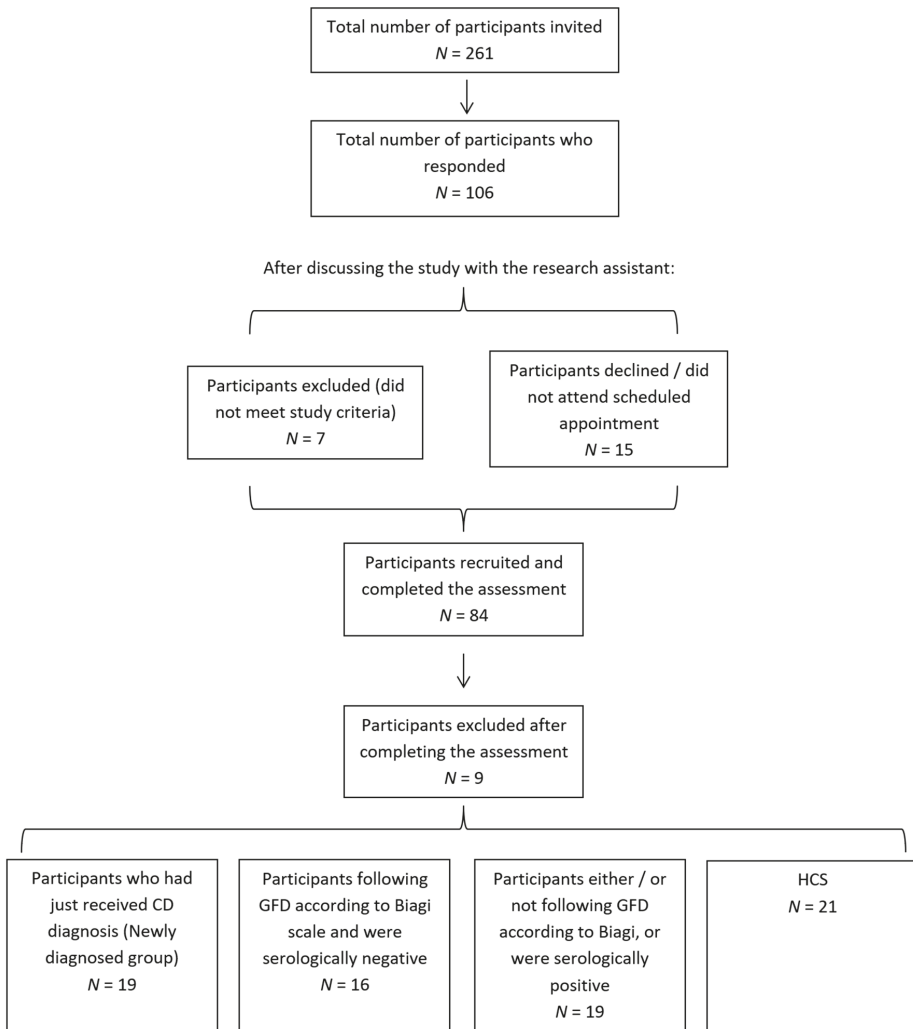 Total number of participants invited
N = 261
Total number of participants who
responded
N = 106
After discussing the study with the research assistant:
Participants excluded (did
not meet study criteria)
N = 7
Participants declined / did
not attend scheduled
appointment
N = 15
Participants recruited and
completed the assessment
N = 84
Participants excluded after
completing the assessment
N = 9
Participants who had
just received CD
diagnosis (Newly
diagnosed group)
N = 19
Participants following
GFD according to Biagi
scale and were
serologically negative
N = 16
Participants either / or
not following GFD
according to Biagi, or
were serologically
positive
N = 19
HCS
N = 21